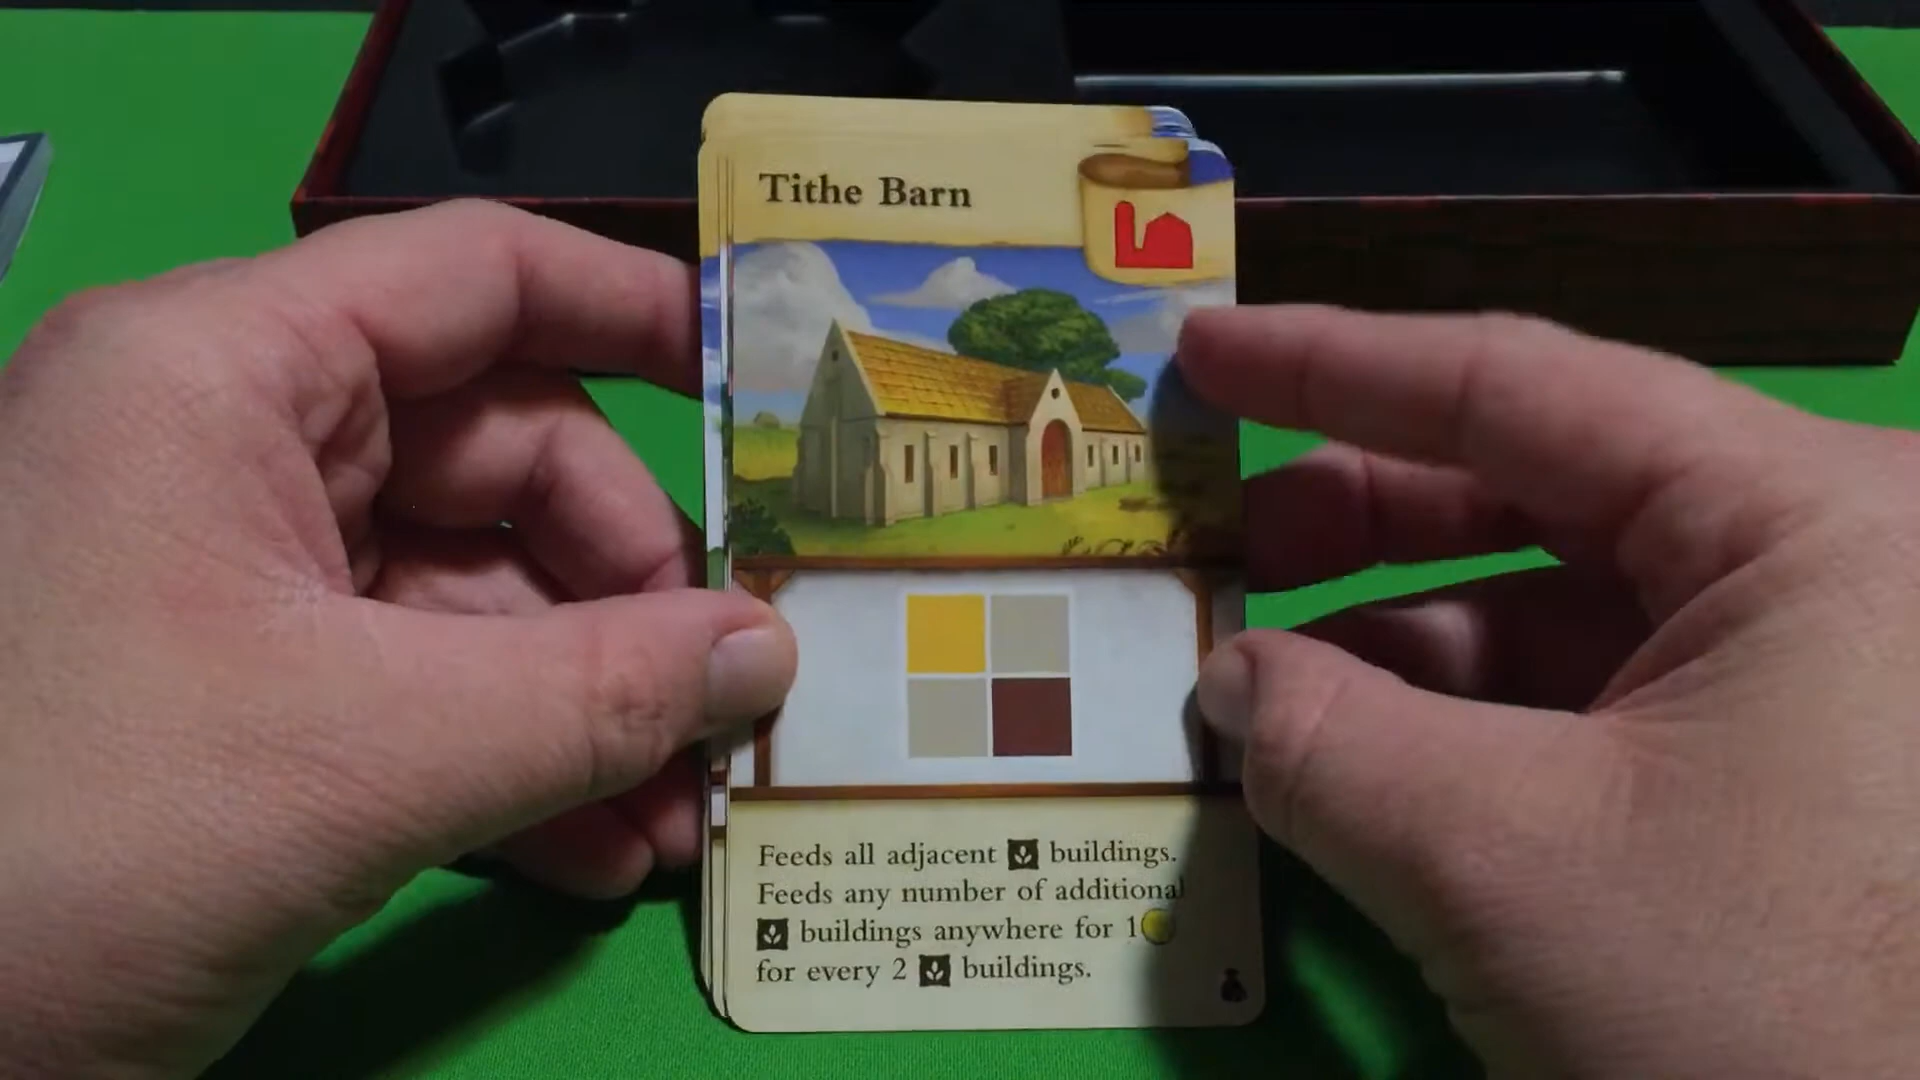 Tithe Barn
Feeds all adjacent buildings.
Feeds any number of additional
buildings anywhere for 1
for every 2 buildings.